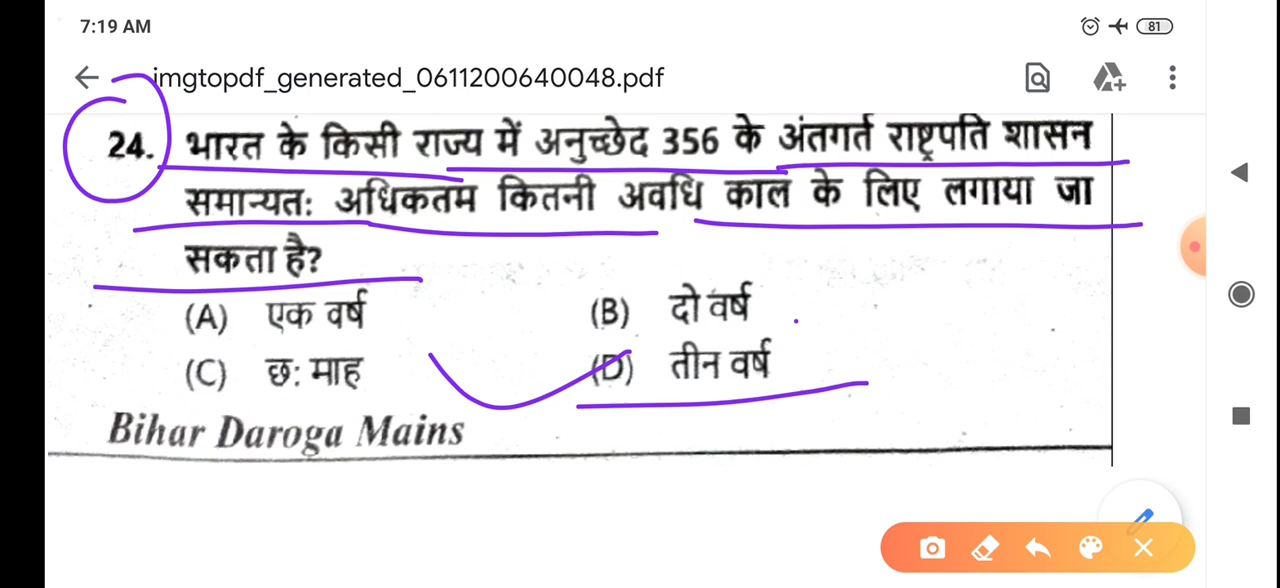 7:19 AM
81
imgtopdf_generated_0611200640048.pdf
24. भारत के किसी राज्य में अनुच्छेद 356 के अंतगर्त राष्ट्रपति शासन
समान्यत: अधिकतम कितनी अवधि काल के लिए लगाया जा
सकता है?
(A) एक वर्ष (B) दो वर्ष
(C) छ: माह (D) तीन वर्ष
Bihar Daroga Mains